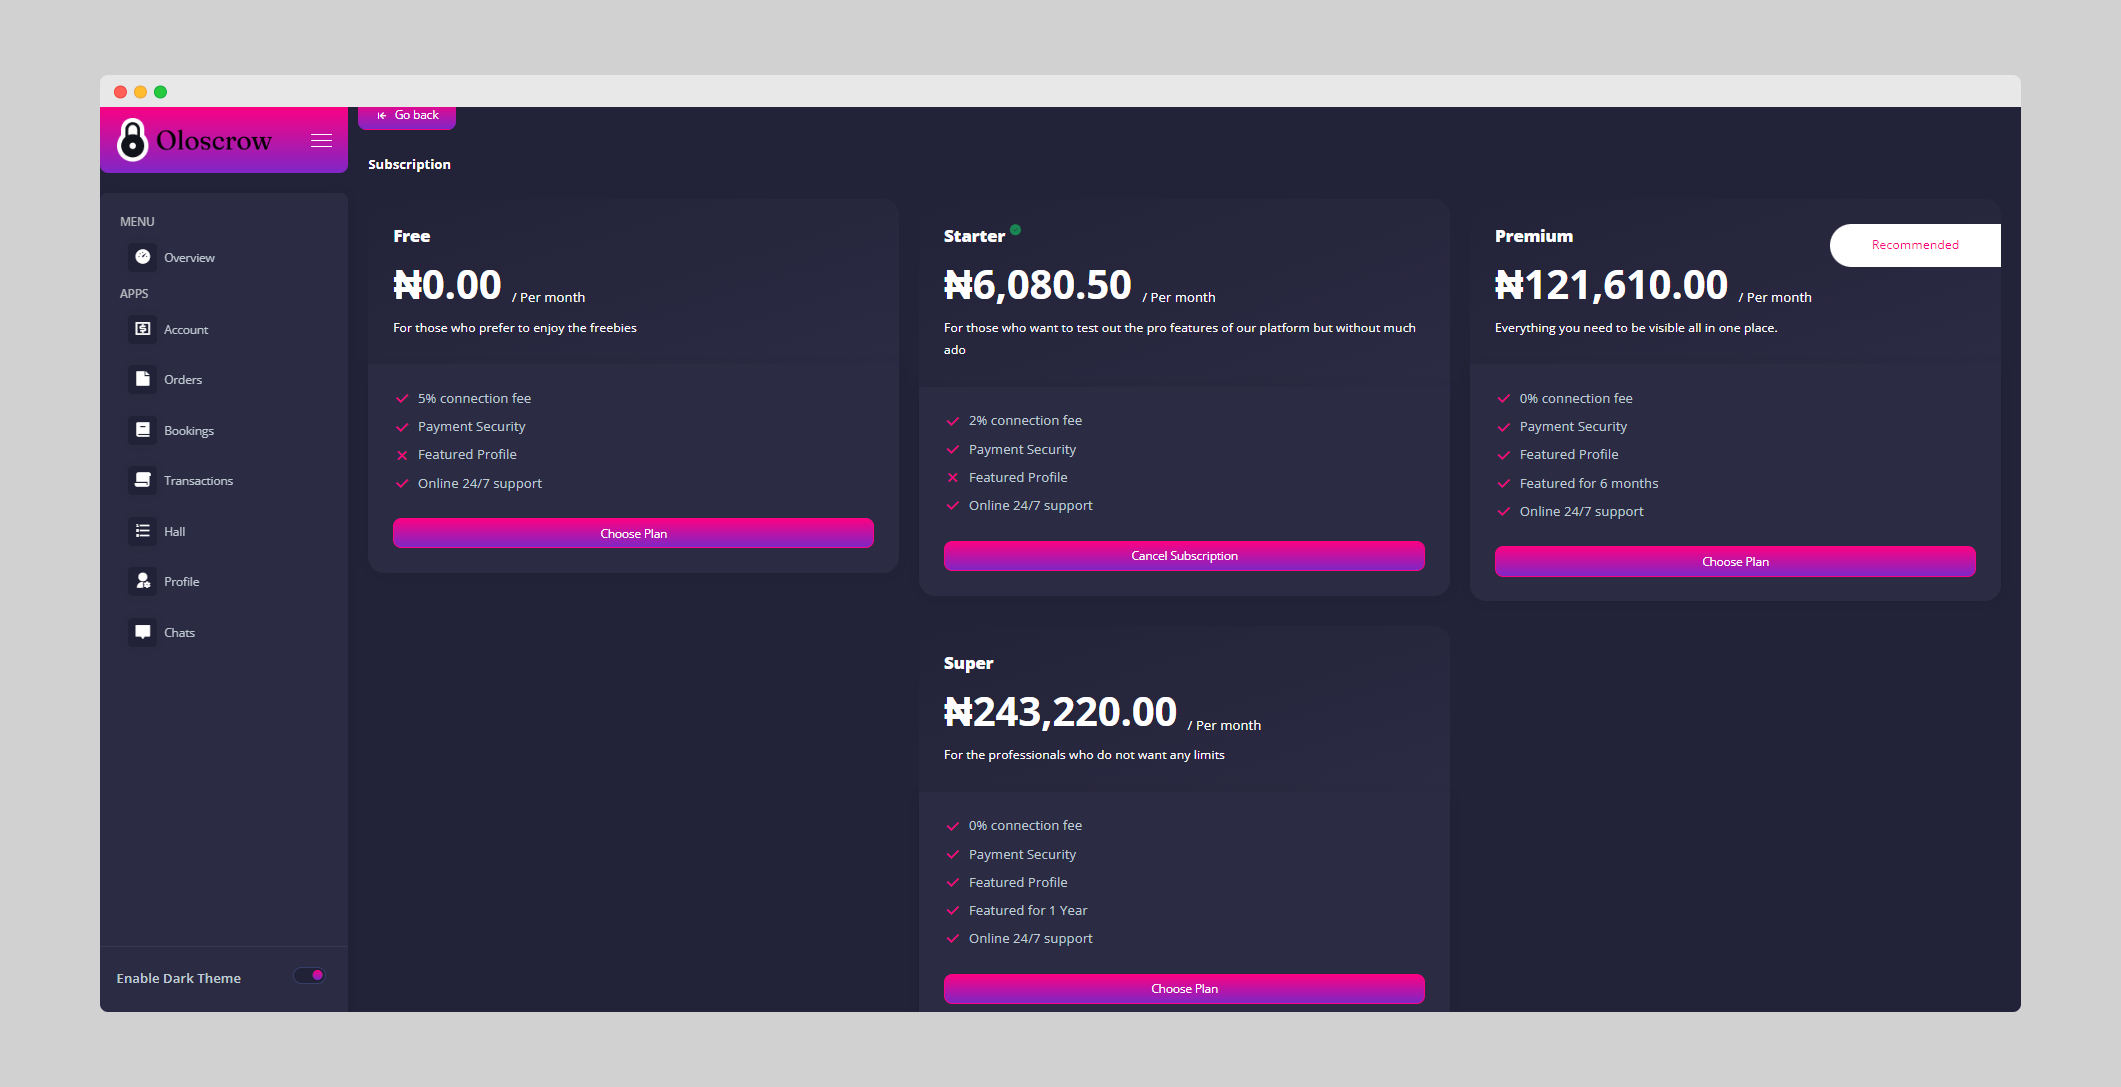 Oloscrow
MENU
Overview
APPS
Account
Orders
Bookings
Transactions
Hall
Profile
Chats
Enable Dark Theme
Go back
Subscription
Free
₦0.00 / Per month
For those who prefer to enjoy the freebies
5% connection fee
Payment Security
Featured Profile
Online 24/7 support
Choose Plan
Starter
₦6,080.50 / Per month
For those who want to test out the pro features of our platform but without much
ado
2% connection fee
Payment Security
Featured Profile
Online 24/7 support
Cancel Subscription
Premium
Recommended
₦121,610.00 / Per month
Everything you need to be visible all in one place.
0% connection fee
Payment Security
Featured Profile
Featured for 6 months
Online 24/7 support
Choose Plan
Super
₦243,220.00 / Per month
For the professionals who do not want any limits
0% connection fee
Payment Security
Featured Profile
Featured for 1 Year
Online 24/7 support
Choose Plan